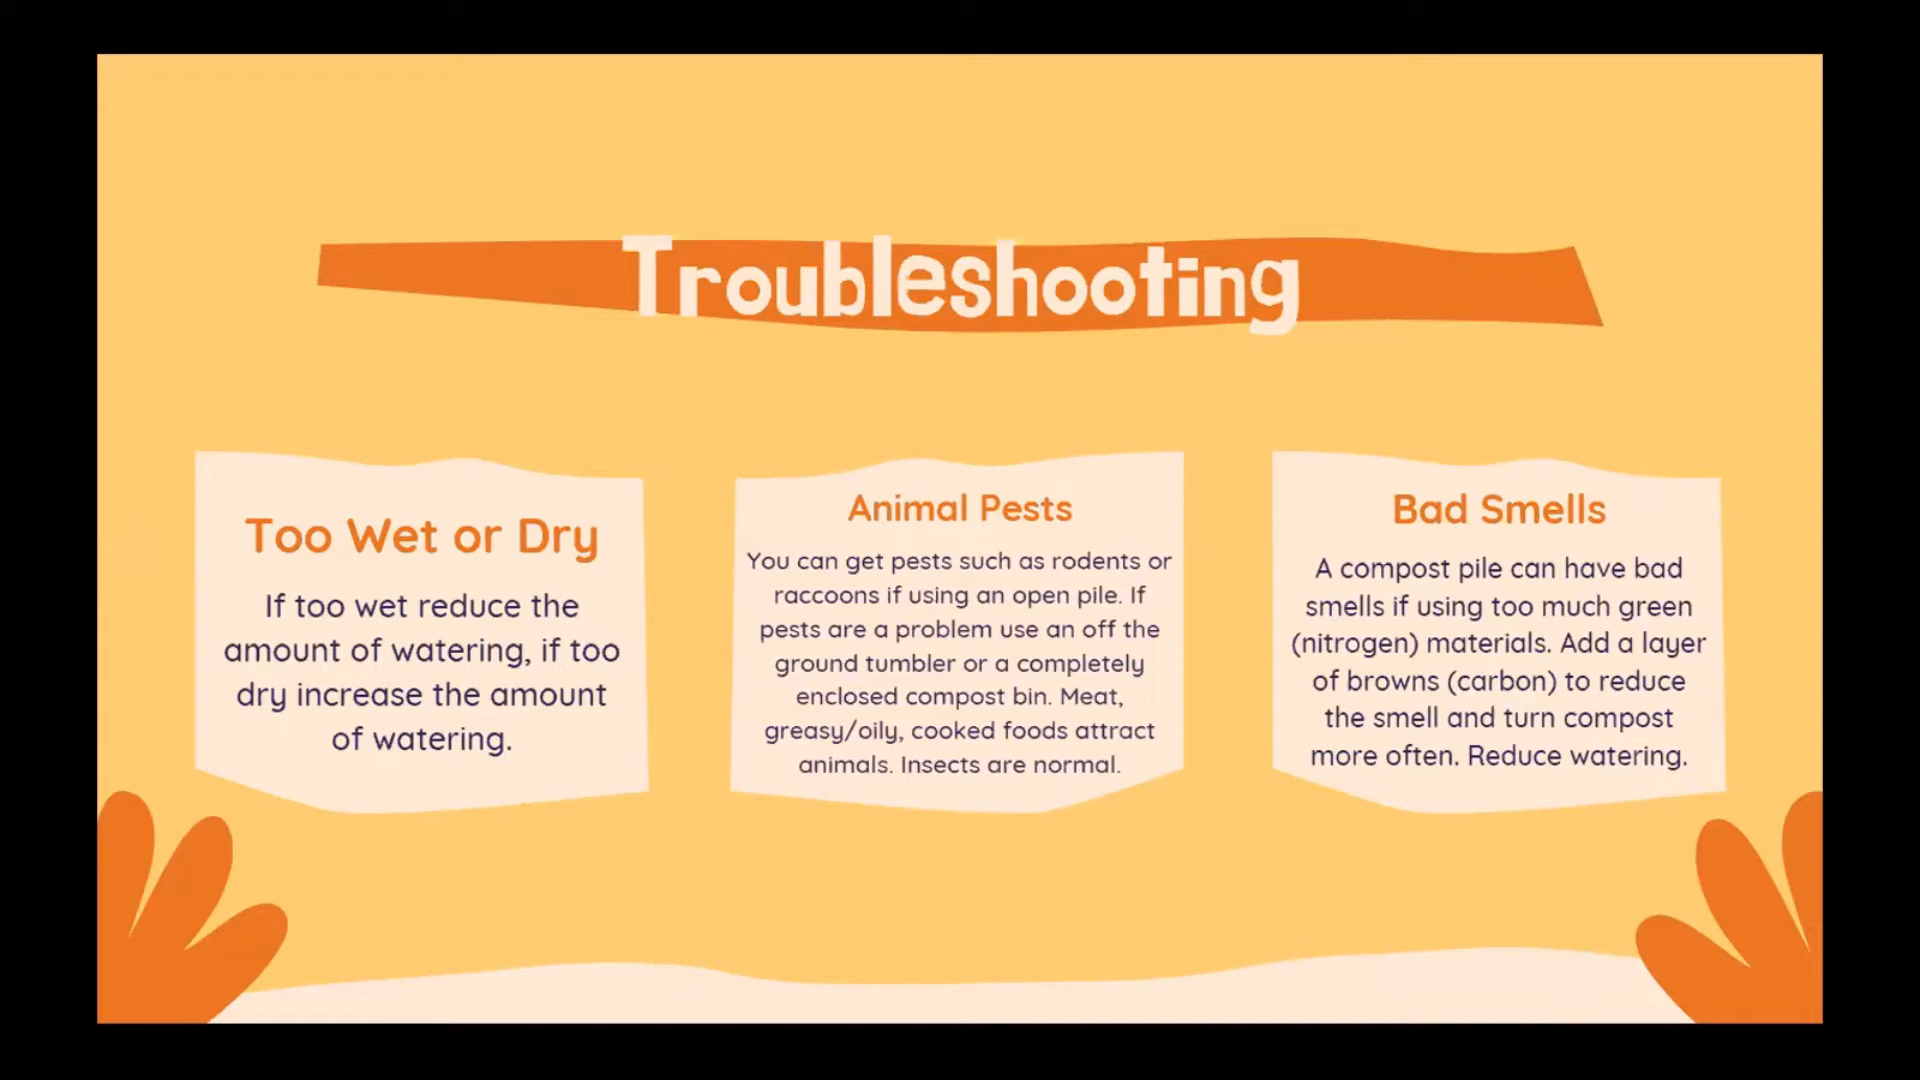 Troubleshooting
Too Wet or Dry
If too wet reduce the
amount of watering, if too
dry increase the amount
of watering.
Animal Pests
You can get pests such as rodents or
raccoons if using an open pile. If
pests are a problem use an off the
ground tumbler or a completely
enclosed compost bin. Meat,
greasy/oily, cooked foods attract
animals. Insects are normal.
Bad Smells
A compost pile can have bad
smells if using too much green
(nitrogen) materials. Add a layer
of browns (carbon) to reduce
the smell and turn compost
more often. Reduce watering.